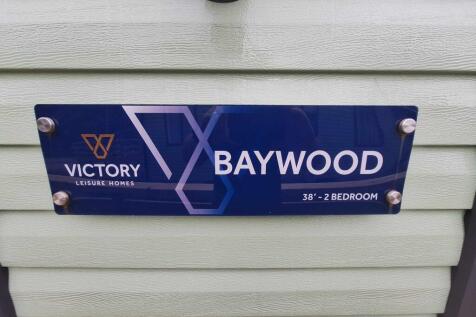 VICTORY
LEISURE HOMES
BAYWOOD
38' - 2 BEDROOM